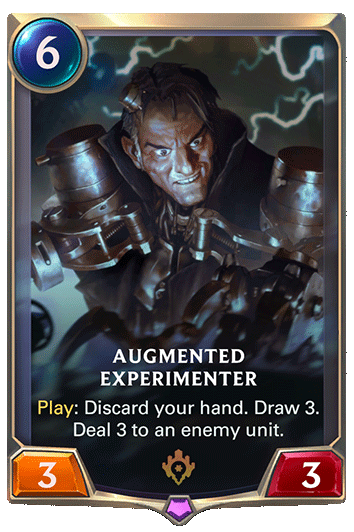 6
AUGMENTED
EXPERIMENTER
Play: Discard your hand. Draw 3.
Deal 3 to an enemy unit.
3
3